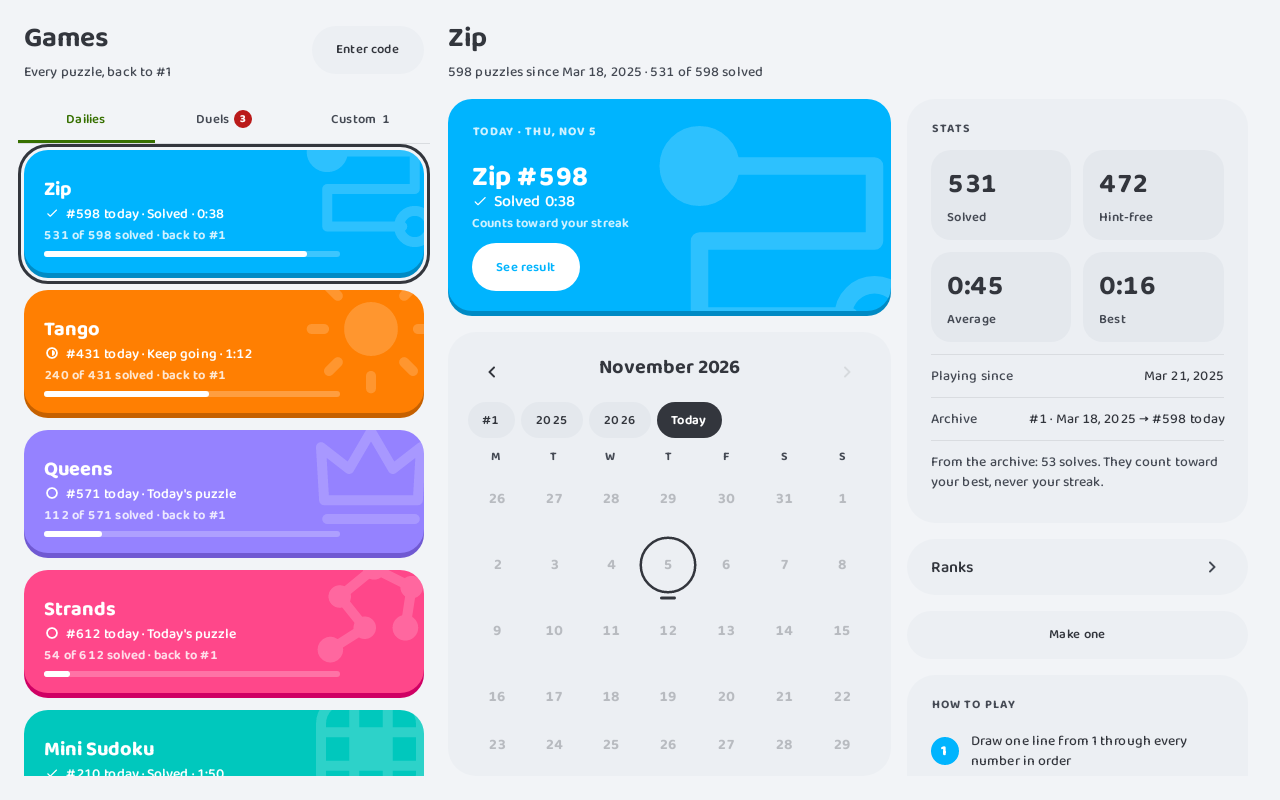 Games
Every puzzle, back to #1
Enter code
Dailies
Duels 3
Custom 1
Zip
#598 today · Solved · 0:38
531 of 598 solved · back to #1
Tango
#431 today · Keep going · 1:12
240 of 431 solved · back to #1
Queens
#571 today · Today's puzzle
112 of 571 solved · back to #1
Strands
#612 today · Today's puzzle
54 of 612 solved · back to #1
Mini Sudoku
#210 today · Solved · 1:50
Zip
598 puzzles since Mar 18, 2025 · 531 of 598 solved
TODAY · THU, NOV 5
Zip #598
Solved 0:38
Counts toward your streak
See result
November 2026
#1 2025 2026 Today
M T W T F S S
26 27 28 29 30 31 1
2 3 4 5 6 7 8
9 10 11 12 13 14 15
16 17 18 19 20 21 22
23 24 25 26 27 28 29
STATS
531
Solved
472
Hint-free
0:45
Average
0:16
Best
Playing since Mar 21, 2025
Archive #1 · Mar 18, 2025 → #598 today
From the archive: 53 solves. They count toward
your best, never your streak.
Ranks
Make one
HOW TO PLAY
1 Draw one line from 1 through every
number in order